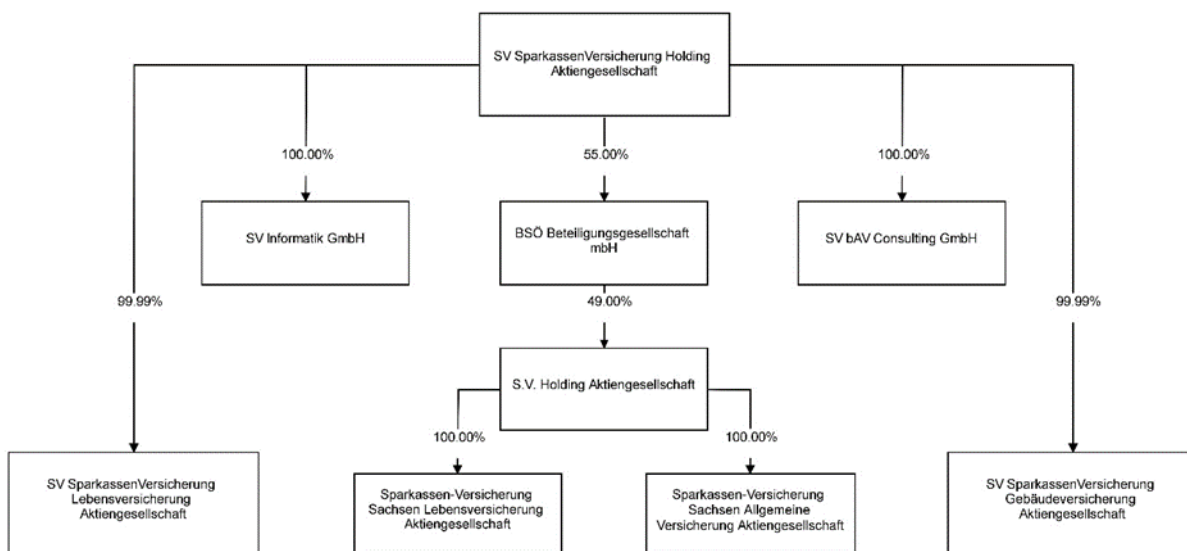 SV SparkassenVersicherung Holding
Aktiengesellschaft
100.00%
55.00%
100.00%
SV Informatik GmbH
BSÖ Beteiligungsgesellschaft
mbH
SV bAV Consulting GmbH
99.99%
49.00%
99.99%
S.V. Holding Aktiengesellschaft
100.00%
100.00%
SV SparkassenVersicherung
Lebensversicherung
Aktiengesellschaft
Sparkassen-Versicherung
Sachsen Lebensversicherung
Aktiengesellschaft
Sparkassen-Versicherung
Sachsen Allgemeine
Versicherung Aktiengesellschaft
SV SparkassenVersicherung
Gebäudeversicherung
Aktiengesellschaft